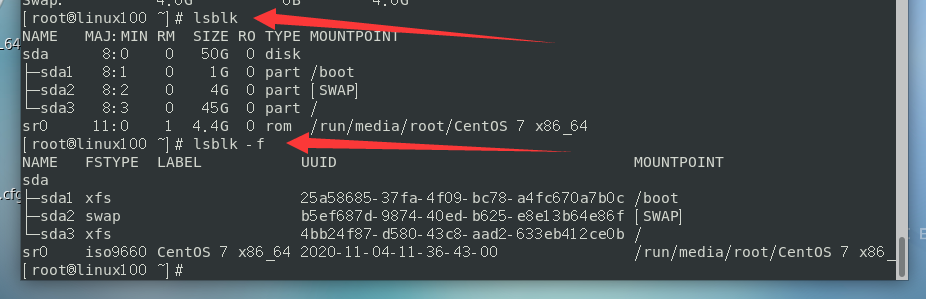 Swap: 4.0G 0B 4.0G
[root@linux100 ~]# lsblk
NAME MAJ:MIN RM SIZE RO TYPE MOUNTPOINT
sda 8:0 0 50G 0 disk
├─sda1 8:1 0 1G 0 part /boot
├─sda2 8:2 0 4G 0 part [SWAP]
└─sda3 8:3 0 45G 0 part /
sr0 11:0 1 4.4G 0 rom /run/media/root/CentOS 7 x86_64
[root@linux100 ~]# lsblk -f
NAME FSTYPE LABEL UUID MOUNTPOINT
sda
├─sda1 xfs 25a58685-37fa-4f09-bc78-a4fc670a7b0c /boot
├─sda2 swap b5ef687d-9874-40ed-b625-e8e13b64e86f [SWAP]
└─sda3 xfs 4bb24f87-d580-43c8-aad2-633eb412ce0b /
sr0 iso9660 CentOS 7 x86_64 2020-11-04-11-36-43-00 /run/media/root/CentOS 7 x86_
[root@linux100 ~]#
_64
.cfg